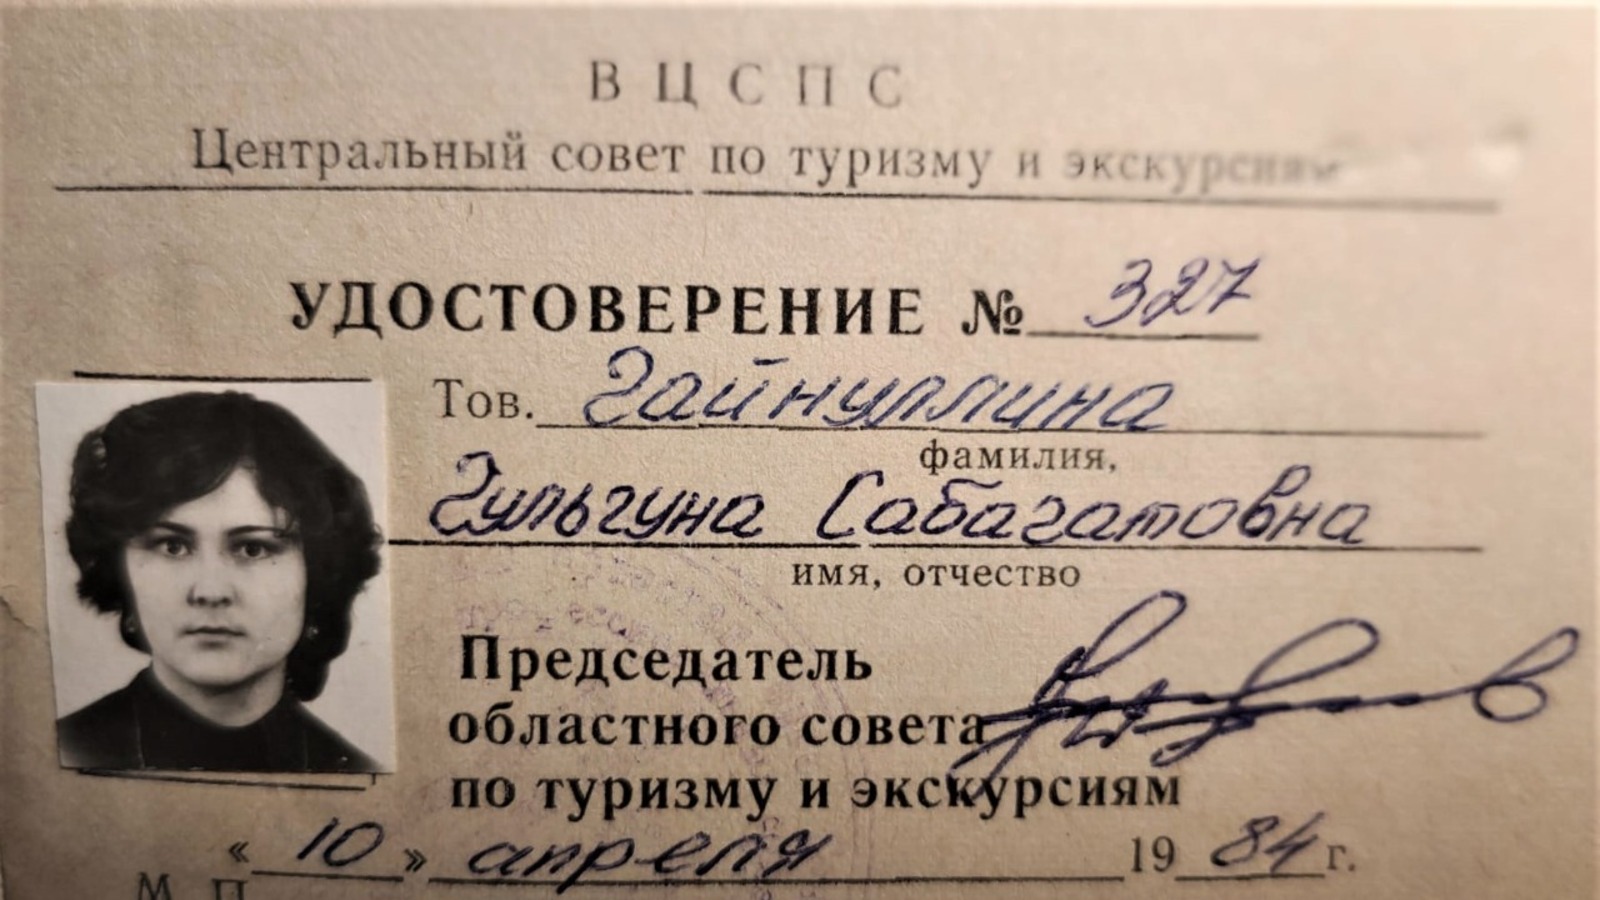 ВЦСПС
Центральный совет по туризму и экскурсиям
УДОСТОВЕРЕНИЕ № 327
Тов. Гайнуллина
фамилия,
Гульгуна Сабагатовна
имя, отчество
Председатель
областного совета
по туризму и экскурсиям
« 10 » апреля 1984 г.
М. П.